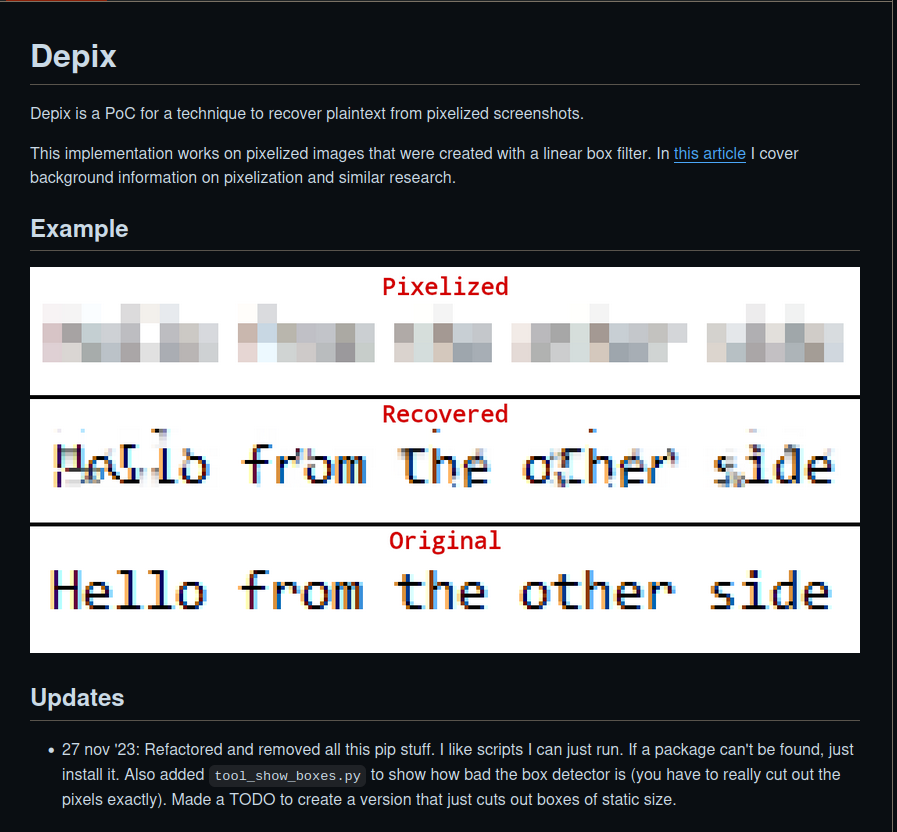 Depix
Depix is a PoC for a technique to recover plaintext from pixelized screenshots.
This implementation works on pixelized images that were created with a linear box filter. In this article I cover
background information on pixelization and similar research.
Example
Pixelized
Recovered
Hello from the other side
Original
Hello from the other side
Updates
• 27 nov '23: Refactored and removed all this pip stuff. I like scripts I can just run. If a package can't be found, just
install it. Also added tool_show_boxes.py to show how bad the box detector is (you have to really cut out the
pixels exactly). Made a TODO to create a version that just cuts out boxes of static size.